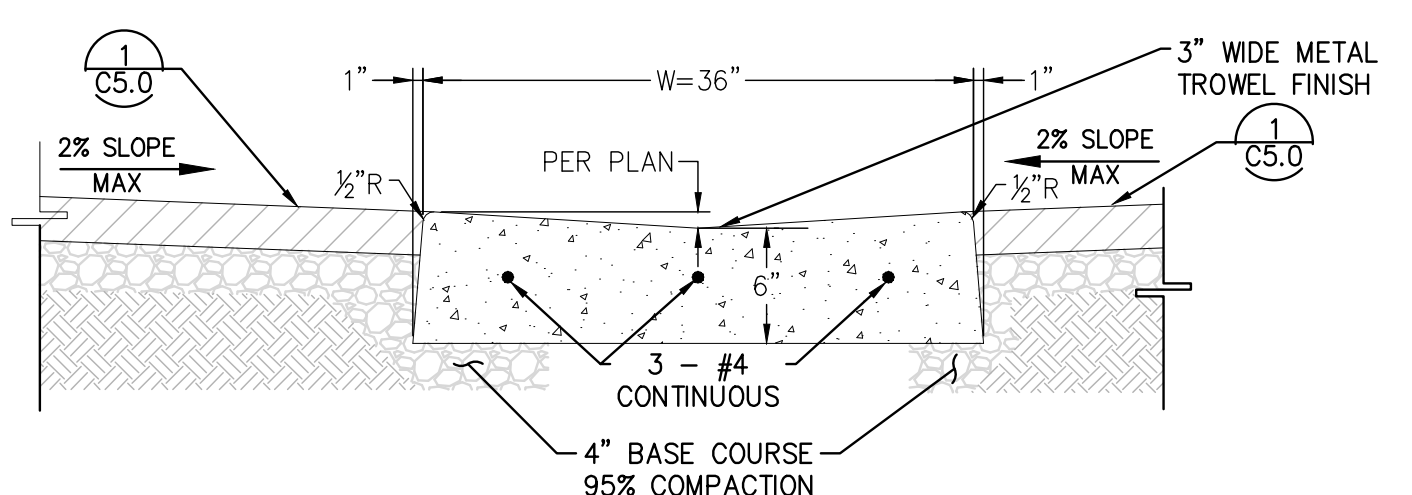 1
C5.0
1"
W=36"
1"
3" WIDE METAL
TROWEL FINISH
1
C5.0
2% SLOPE
MAX
PER PLAN
2% SLOPE
MAX
½"R
½"R
6"
3 - #4
CONTINUOUS
4" BASE COURSE
95% COMPACTION